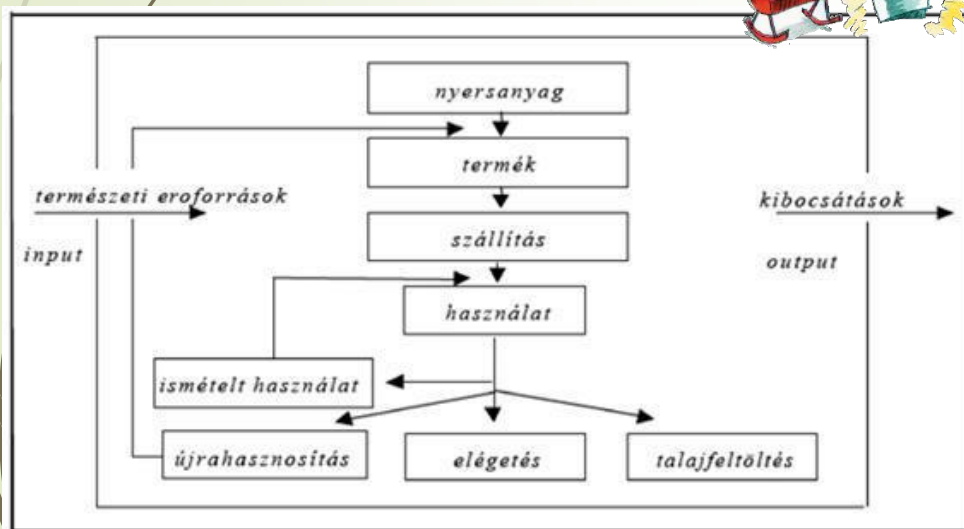 nyersanyag
termék
természeti eroforrások
kibocsátások
szállítás
input
output
használat
ismételt használat
újrahasznosítás
elégetés
talajfeltöltés